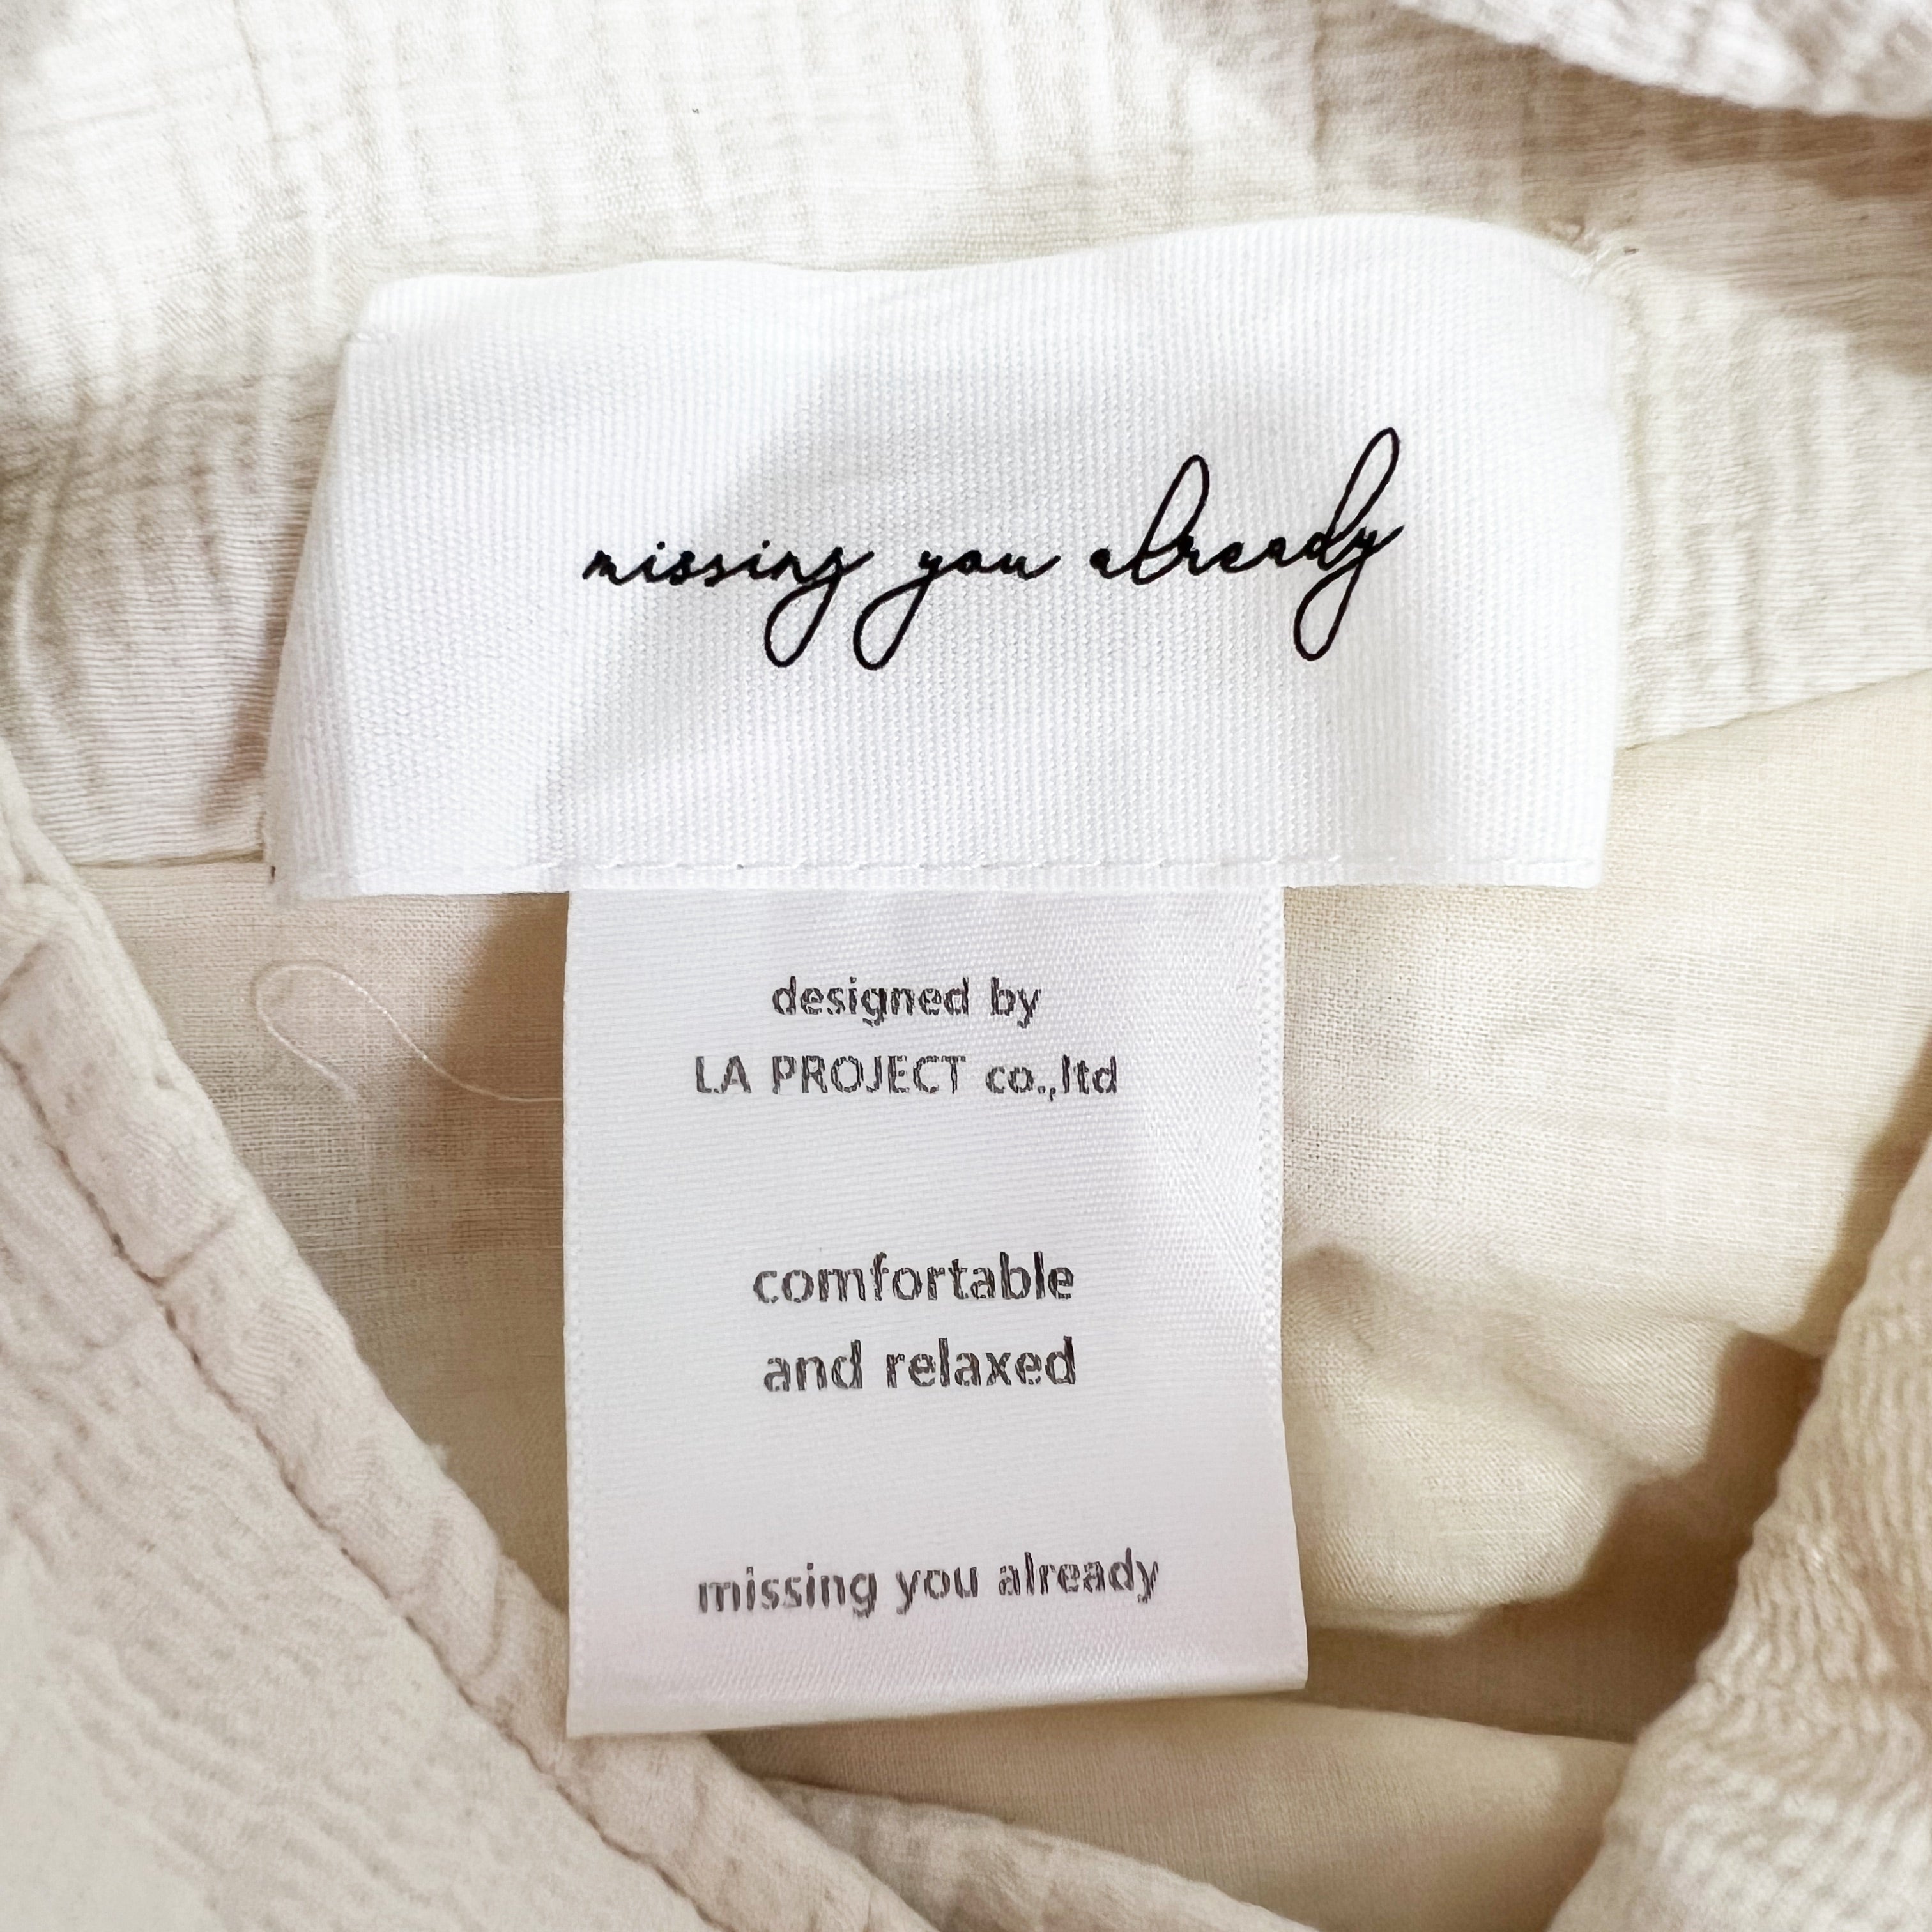 missing you already
designed by
LA PROJECT co.,ltd
comfortable
and relaxed
missing you already